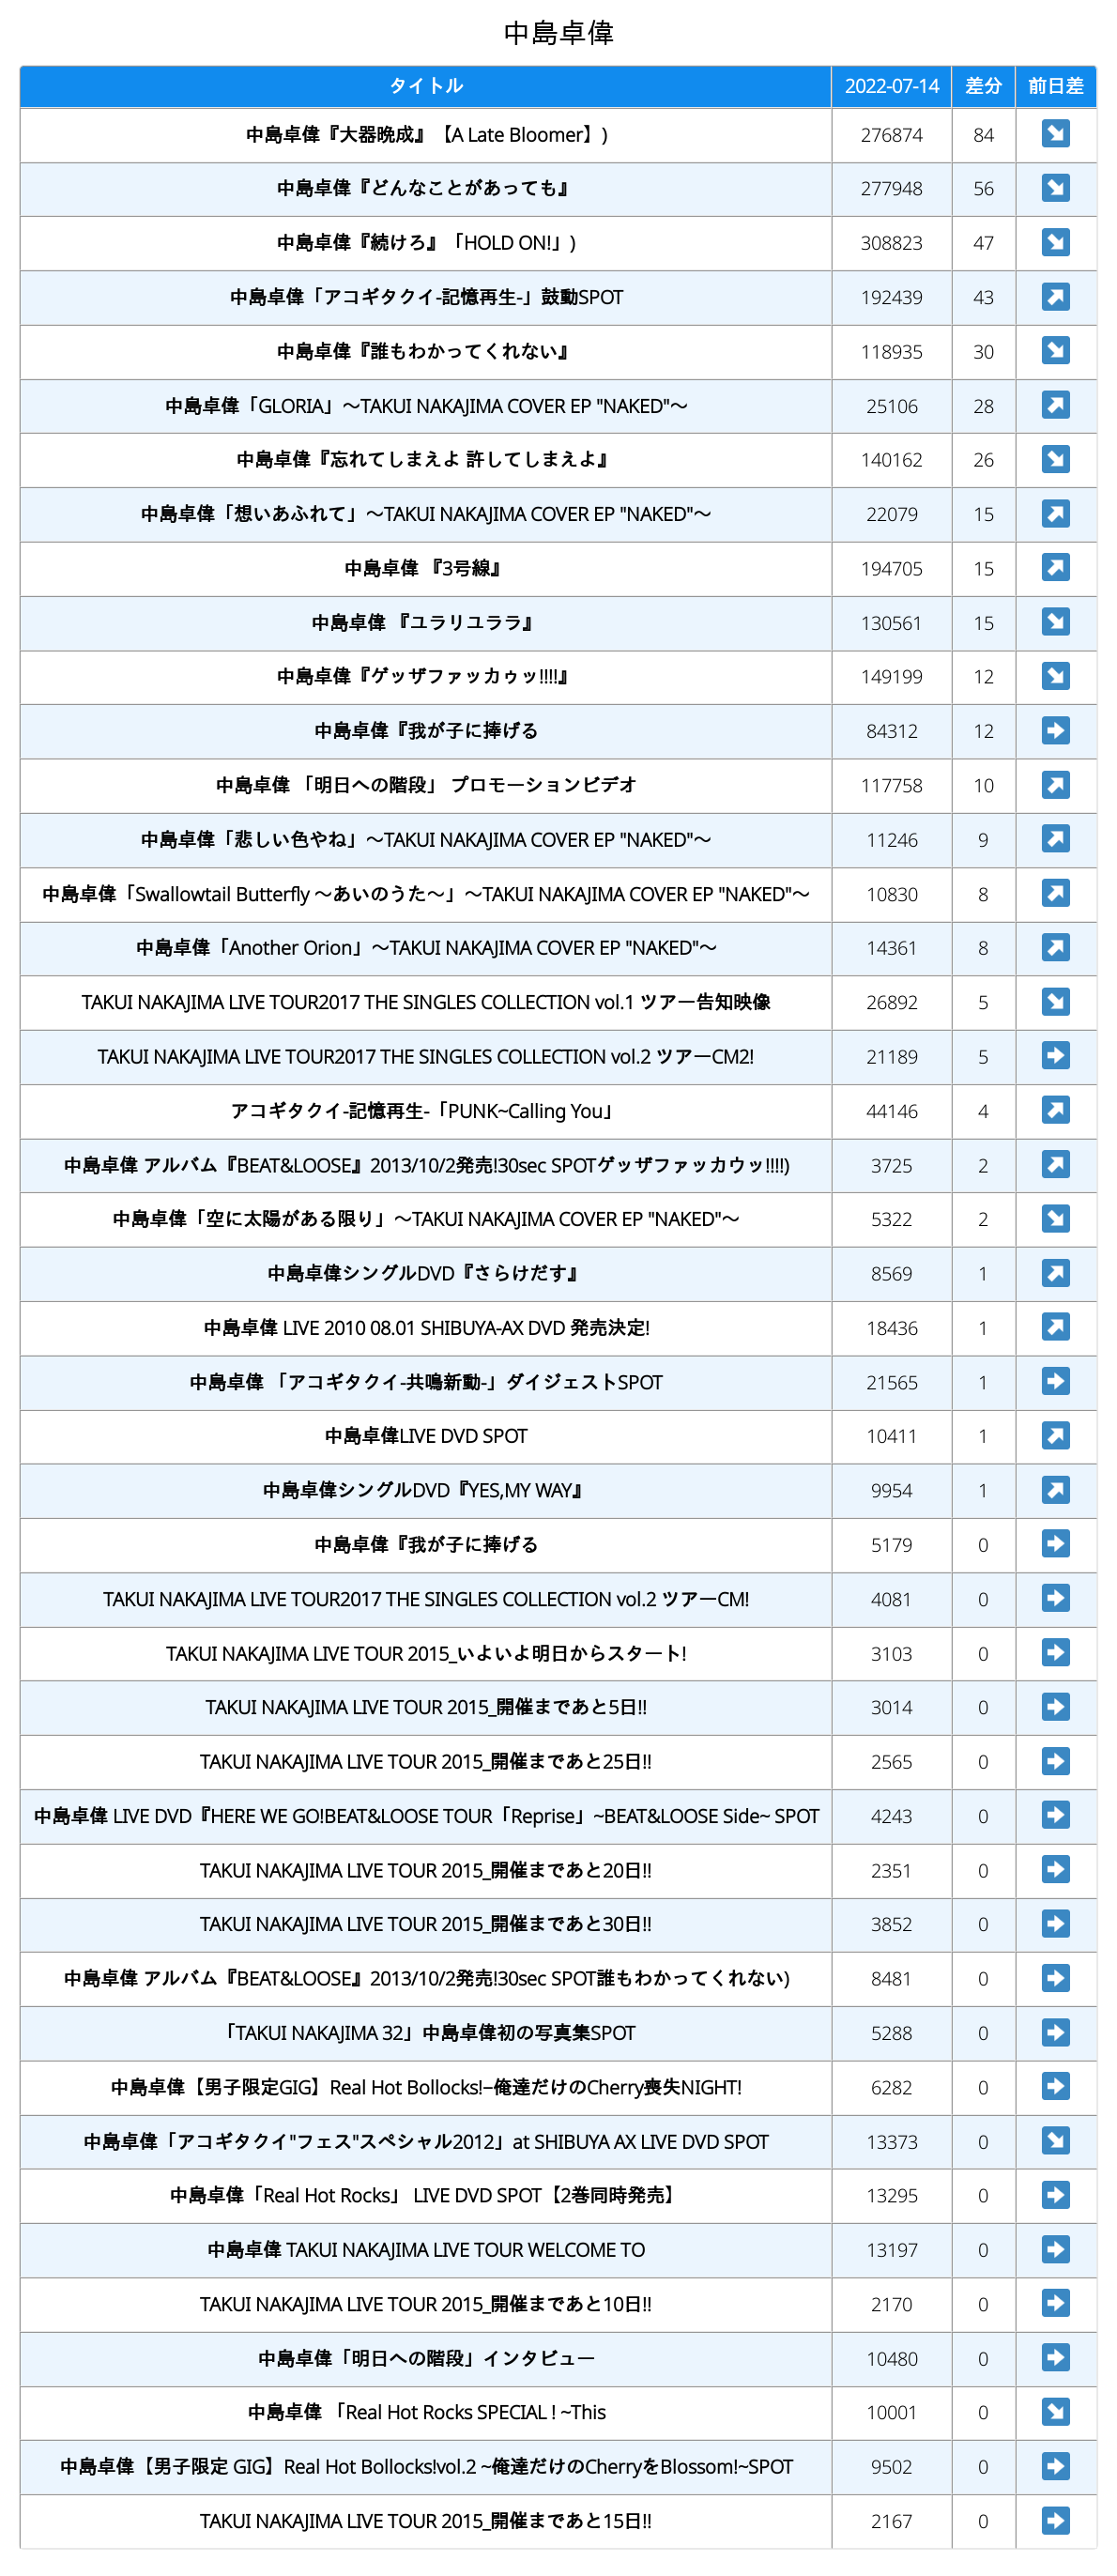 中島卓偉
タイトル 2022-07-14 差分 前日差
中島卓偉『大器晩成』【A Late Bloomer】) 276874 84
中島卓偉『どんなことがあっても』 277948 56
中島卓偉『続けろ』「HOLD ON!」) 308823 47
中島卓偉「アコギタクイ-記憶再生-」鼓動SPOT 192439 43
中島卓偉『誰もわかってくれない』 118935 30
中島卓偉「GLORIA」〜TAKUI NAKAJIMA COVER EP "NAKED"〜 25106 28
中島卓偉『忘れてしまえよ 許してしまえよ』 140162 26
中島卓偉「想いあふれて」〜TAKUI NAKAJIMA COVER EP "NAKED"〜 22079 15
中島卓偉 『3号線』 194705 15
中島卓偉 『ユラリユララ』 130561 15
中島卓偉『ゲッザファッカゥッ!!!!』 149199 12
中島卓偉『我が子に捧げる 84312 12
中島卓偉 「明日への階段」 プロモーションビデオ 117758 10
中島卓偉「悲しい色やね」〜TAKUI NAKAJIMA COVER EP "NAKED"〜 11246 9
中島卓偉「Swallowtail Butterfly 〜あいのうた〜」〜TAKUI NAKAJIMA COVER EP "NAKED"〜 10830 8
中島卓偉「Another Orion」〜TAKUI NAKAJIMA COVER EP "NAKED"〜 14361 8
TAKUI NAKAJIMA LIVE TOUR2017 THE SINGLES COLLECTION vol.1 ツアー告知映像 26892 5
TAKUI NAKAJIMA LIVE TOUR2017 THE SINGLES COLLECTION vol.2 ツアーCM2! 21189 5
アコギタクイ-記憶再生-「PUNK~Calling You」 44146 4
中島卓偉 アルバム『BEAT&LOOSE』2013/10/2発売!30sec SPOTゲッザファッカウッ!!!!) 3725 2
中島卓偉「空に太陽がある限り」〜TAKUI NAKAJIMA COVER EP "NAKED"〜 5322 2
中島卓偉シングルDVD『さらけだす』 8569 1
中島卓偉 LIVE 2010 08.01 SHIBUYA-AX DVD 発売決定! 18436 1
中島卓偉 「アコギタクイ-共鳴新動-」ダイジェストSPOT 21565 1
中島卓偉LIVE DVD SPOT 10411 1
中島卓偉シングルDVD『YES,MY WAY』 9954 1
中島卓偉『我が子に捧げる 5179 0
TAKUI NAKAJIMA LIVE TOUR2017 THE SINGLES COLLECTION vol.2 ツアーCM! 4081 0
TAKUI NAKAJIMA LIVE TOUR 2015_いよいよ明日からスタート! 3103 0
TAKUI NAKAJIMA LIVE TOUR 2015_開催まであと5日!! 3014 0
TAKUI NAKAJIMA LIVE TOUR 2015_開催まであと25日!! 2565 0
中島卓偉 LIVE DVD『HERE WE GO!BEAT&LOOSE TOUR「Reprise」~BEAT&LOOSE Side~ SPOT 4243 0
TAKUI NAKAJIMA LIVE TOUR 2015_開催まであと20日!! 2351 0
TAKUI NAKAJIMA LIVE TOUR 2015_開催まであと30日!! 3852 0
中島卓偉 アルバム『BEAT&LOOSE』2013/10/2発売!30sec SPOT誰もわかってくれない) 8481 0
「TAKUI NAKAJIMA 32」中島卓偉初の写真集SPOT 5288 0
中島卓偉【男子限定GIG】Real Hot Bollocks!−俺達だけのCherry喪失NIGHT! 6282 0
中島卓偉「アコギタクイ"フェス"スペシャル2012」at SHIBUYA AX LIVE DVD SPOT 13373 0
中島卓偉「Real Hot Rocks」 LIVE DVD SPOT【2巻同時発売】 13295 0
中島卓偉 TAKUI NAKAJIMA LIVE TOUR WELCOME TO 13197 0
TAKUI NAKAJIMA LIVE TOUR 2015_開催まであと10日!! 2170 0
中島卓偉「明日への階段」インタビュー 10480 0
中島卓偉 「Real Hot Rocks SPECIAL ! ~This 10001 0
中島卓偉【男子限定 GIG】Real Hot Bollocks!vol.2 ~俺達だけのCherryをBlossom!~SPOT 9502 0
TAKUI NAKAJIMA LIVE TOUR 2015_開催まであと15日!! 2167 0